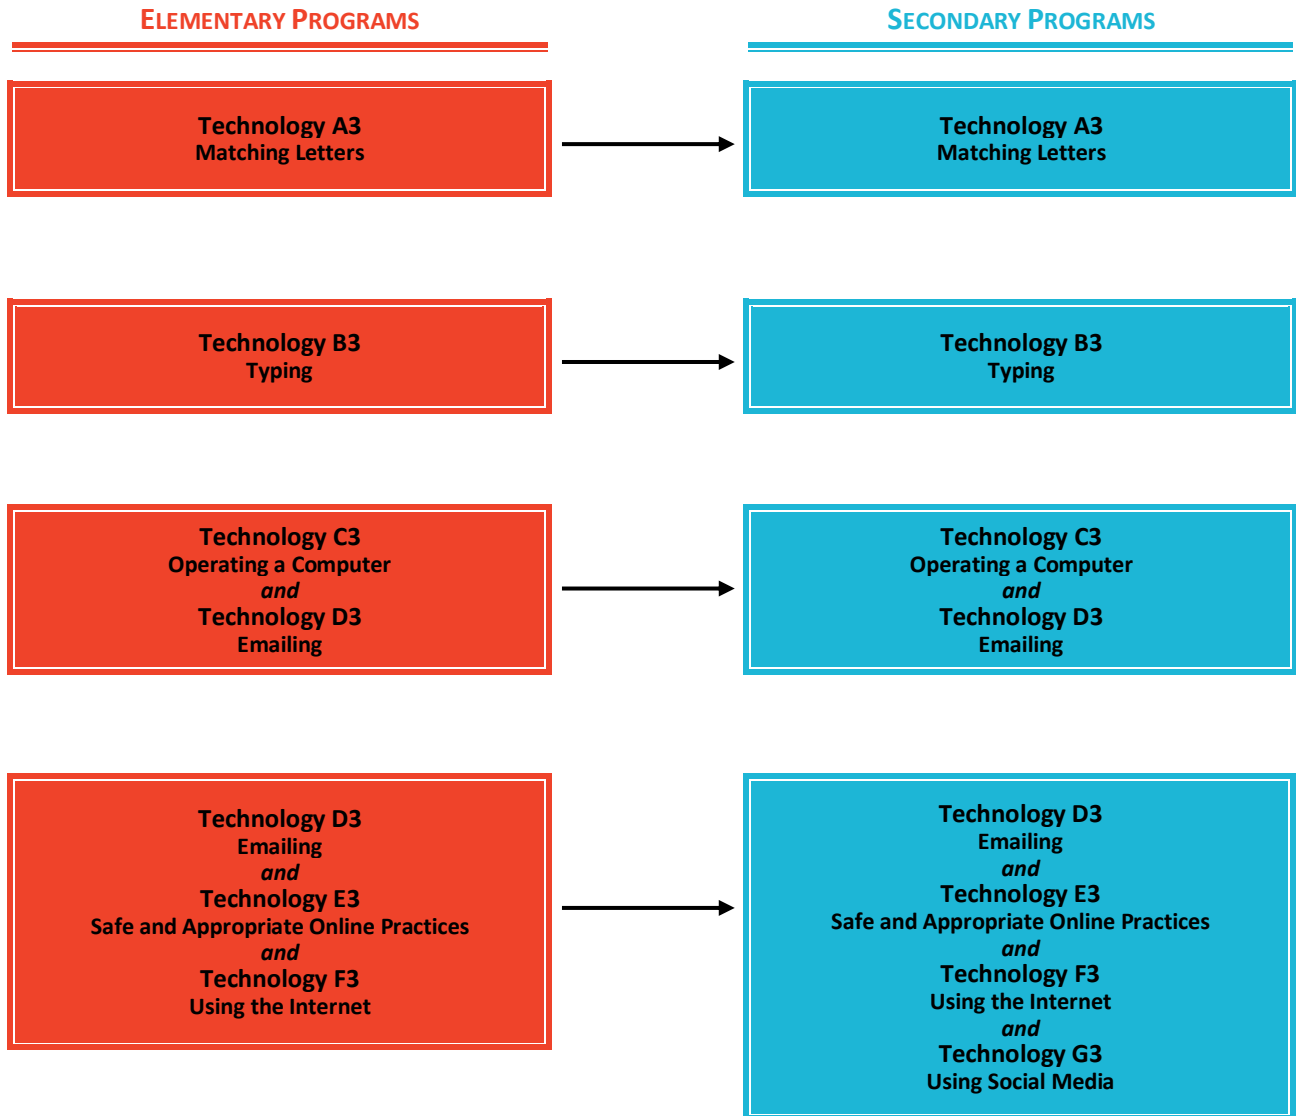 ELEMENTARY PROGRAMS
SECONDARY PROGRAMS
Technology A3
Matching Letters
Technology A3
Matching Letters
Technology B3
Typing
Technology B3
Typing
Technology C3
Operating a Computer
and
Technology D3
Emailing
Technology C3
Operating a Computer
and
Technology D3
Emailing
Technology D3
Emailing
and
Technology E3
Safe and Appropriate Online Practices
and
Technology F3
Using the Internet
Technology D3
Emailing
and
Technology E3
Safe and Appropriate Online Practices
and
Technology F3
Using the Internet
and
Technology G3
Using Social Media